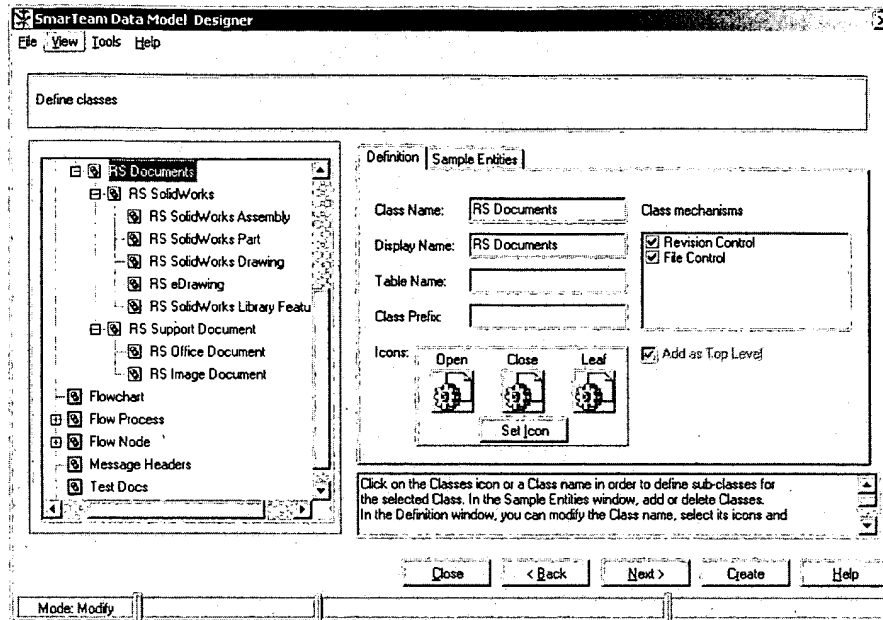 SmarTeam Data Model Designer
File View Tools Help
Define classes
RS Documents
RS SolidWorks
RS SolidWorks Assembly
RS SolidWorks Part
RS SolidWorks Drawing
RS eDrawing
RS SolidWorks Library Featu
RS Support Document
RS Office Document
RS Image Document
Flowchart
Flow Process
Flow Node
Message Headers
Test Docs
Definition Sample Entities
Class Name: RS Documents
Class mechanisms
Display Name: RS Documents
Revision Control
File Control
Table Name:
Class Prefix:
Icons: Open Close Leaf
Add as Top Level
Set Icon
Click on the Classes icon or a Class name in order to define sub-classes for
the selected Class. In the Sample Entities window, add or delete Classes.
In the Definition window, you can modify the Class name, select its icons and
Close < Back Next > Create Help
Mode: Modify